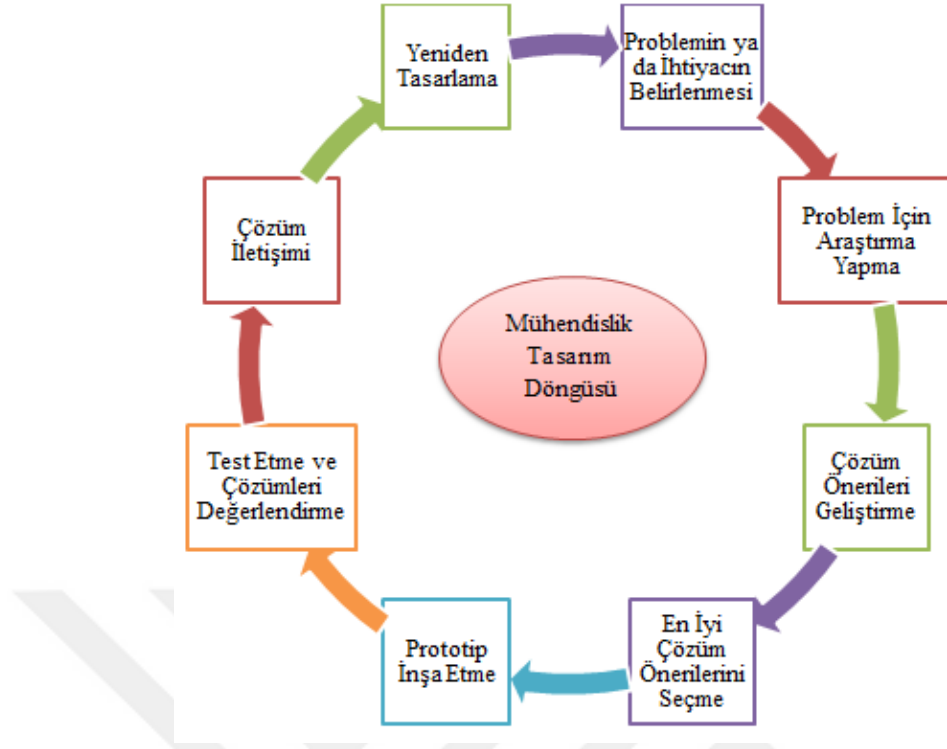 Yeniden
Tasarlama
Problemin ya
da İhtiyacın
Belirlenmesi
Problem İçin
Araştırma
Yapma
Çözüm
Önerileri
Geliştirme
En İyi
Çözüm
Önerilerini
Seçme
Prototip
İnşa Etme
Test Etme ve
Çözümleri
Değerlendirme
Çözüm
İletişimi
Mühendislik
Tasarım
Döngüsü